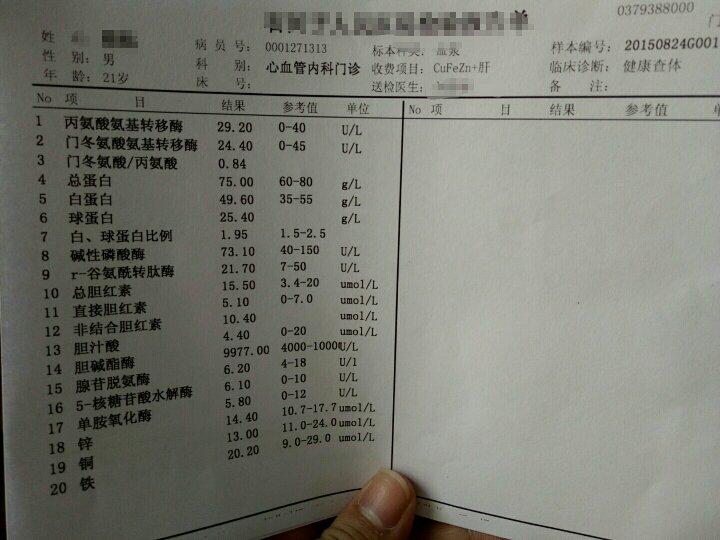 0379388000
姓
病员号: 0001271313
标本种类: 血浆
样本编号: 20150824G001
性 别: 男
科 别: 心血管内科门诊
收费项目: CuFeZn+肝
临床诊断: 健康查体
年 龄: 21岁
床 号:
送检医生:
备 注:
No 项 目 结果 参考值 单位
No 项 目 结果 参考值
1 丙氨酸氨基转移酶 29.20 0-40 U/L
2 门冬氨酸氨基转移酶 24.40 0-45 U/L
3 门冬氨酸/丙氨酸 0.84
4 总蛋白 75.00 60-80 g/L
5 白蛋白 49.60 35-55 g/L
6 球蛋白 25.40 g/L
7 白、球蛋白比例 1.95 1.5-2.5
8 碱性磷酸酶 73.10 40-150 U/L
9 r-谷氨酰转肽酶 21.70 7-50 U/L
10 总胆红素 15.50 3.4-20 umol/L
11 直接胆红素 5.10 0-7.0 umol/L
12 非结合胆红素 10.40 umol/L
13 胆汁酸 4.40 0-20 umol/L
14 胆碱酯酶 9977.00 4000-10000 U/L
15 腺苷脱氨酶 6.20 4-18 U/l
16 5-核糖苷酸水解酶 6.10 0-10 U/L
17 单胺氧化酶 5.80 0-12 U/L
18 锌 14.40 10.7-17.7 umol/L
19 铜 13.00 11.0-24.0 umol/L
20 铁 20.20 9.0-29.0 umol/L